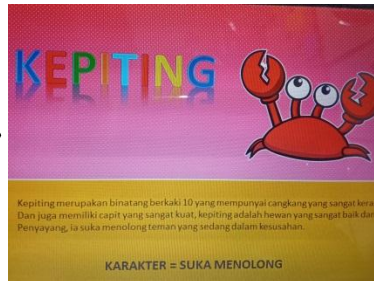 KEPITING
Kepiting merupakan binatang berkaki 10 yang mempunyai cangkang yang sangat kera
Dan juga memiliki capit yang sangat kuat, kepiting adalah hewan yang sangat baik dan
Penyayang, ia suka menolong teman yang sedang dalam kesusahan.
KARAKTER = SUKA MENOLONG